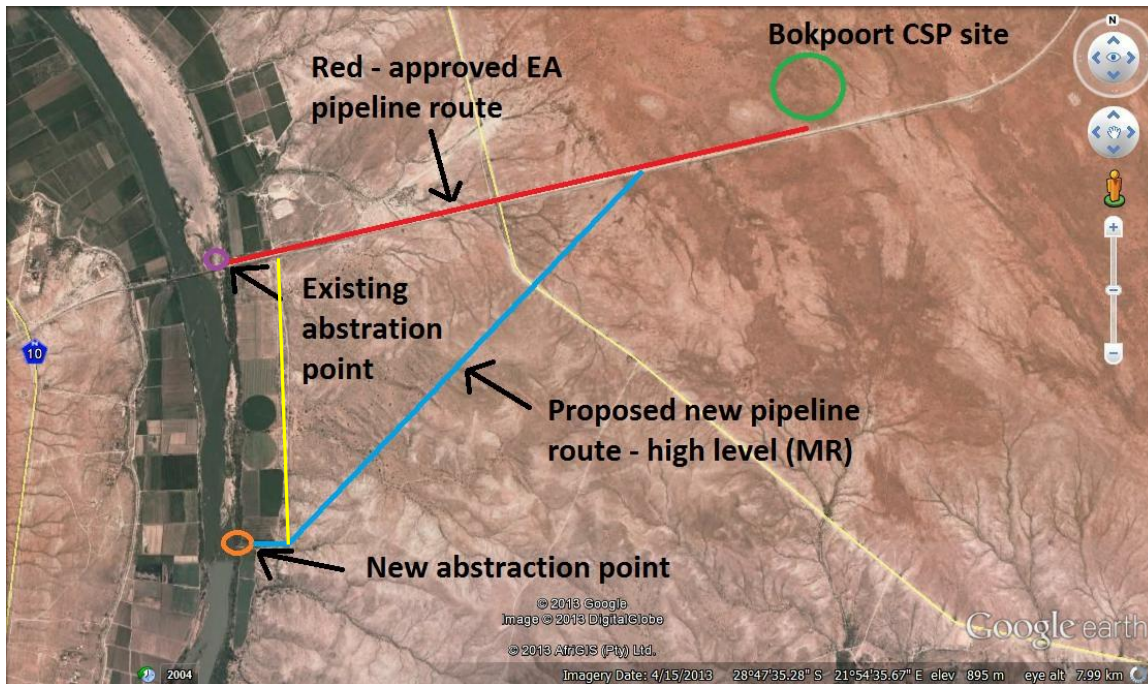 Bokpoort CSP site
Red - approved EA
pipeline route
N
Existing
abstration
point
10
Proposed new pipeline
route - high level (MR)
New abstraction point
© 2013 Google
Image © 2013 DigitalGlobe
© 2013 AfriGIS (Pty) Ltd.
Google earth
2004
Imagery Date: 4/15/2013 28°47'35.28" S 21°54'35.67" E elev 895 m eye alt 7.99 km